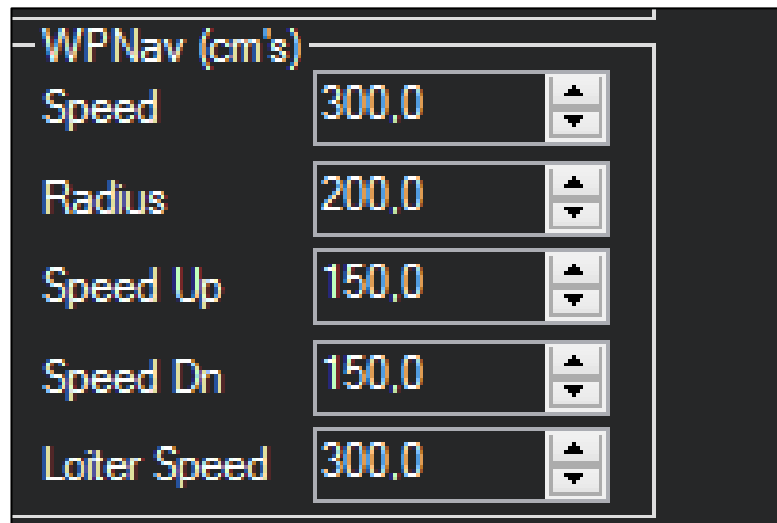 WPNav (cm's)
Speed 300,0
Radius 200,0
Speed Up 150,0
Speed Dn 150,0
Loiter Speed 300,0